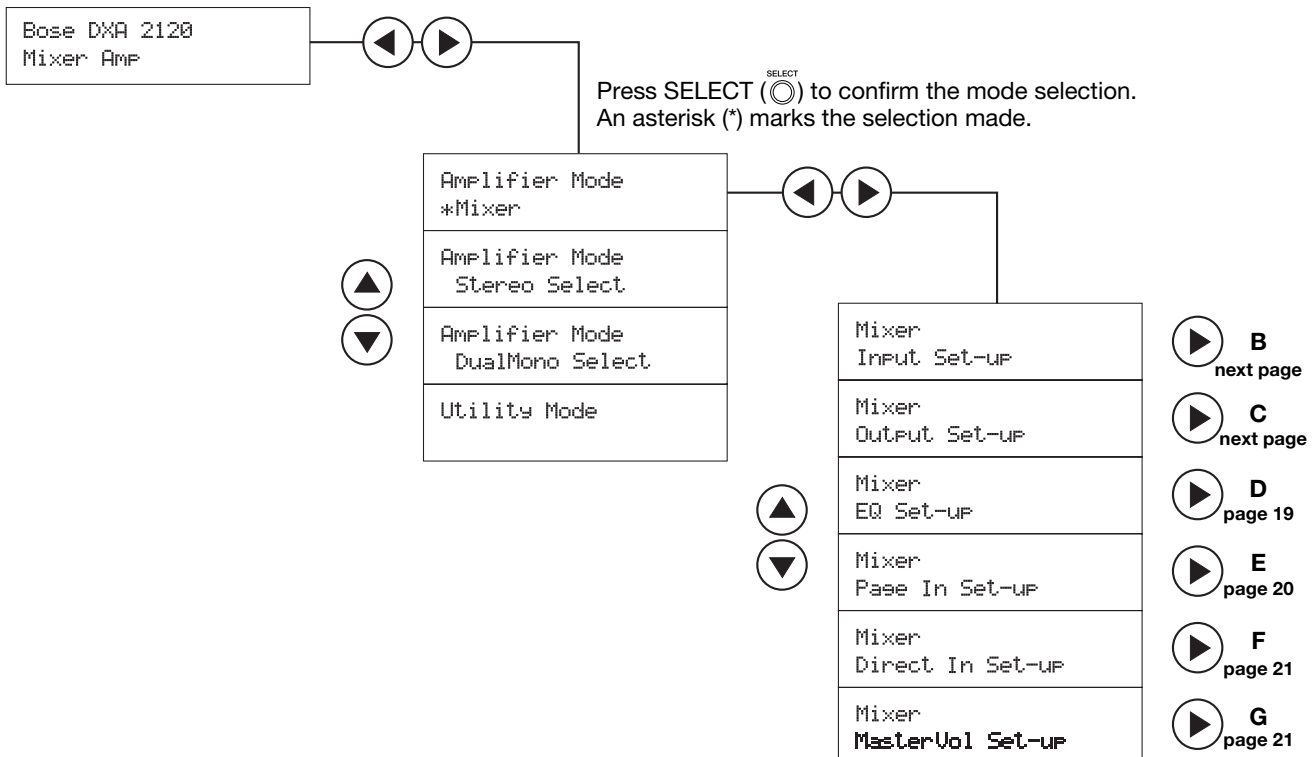 Bose DXA 2120
Mixer Amp
SELECT
Press SELECT ( ) to confirm the mode selection.
An asterisk (*) marks the selection made.
Amplifier Mode
*Mixer
Amplifier Mode
Stereo Select
Amplifier Mode
DualMono Select
Utility Mode
Mixer
Input Set-up
B
next page
Mixer
Output Set-up
C
next page
Mixer
EQ Set-up
D
page 19
Mixer
Page In Set-up
E
page 20
Mixer
Direct In Set-up
F
page 21
Mixer
MasterVol Set-up
G
page 21